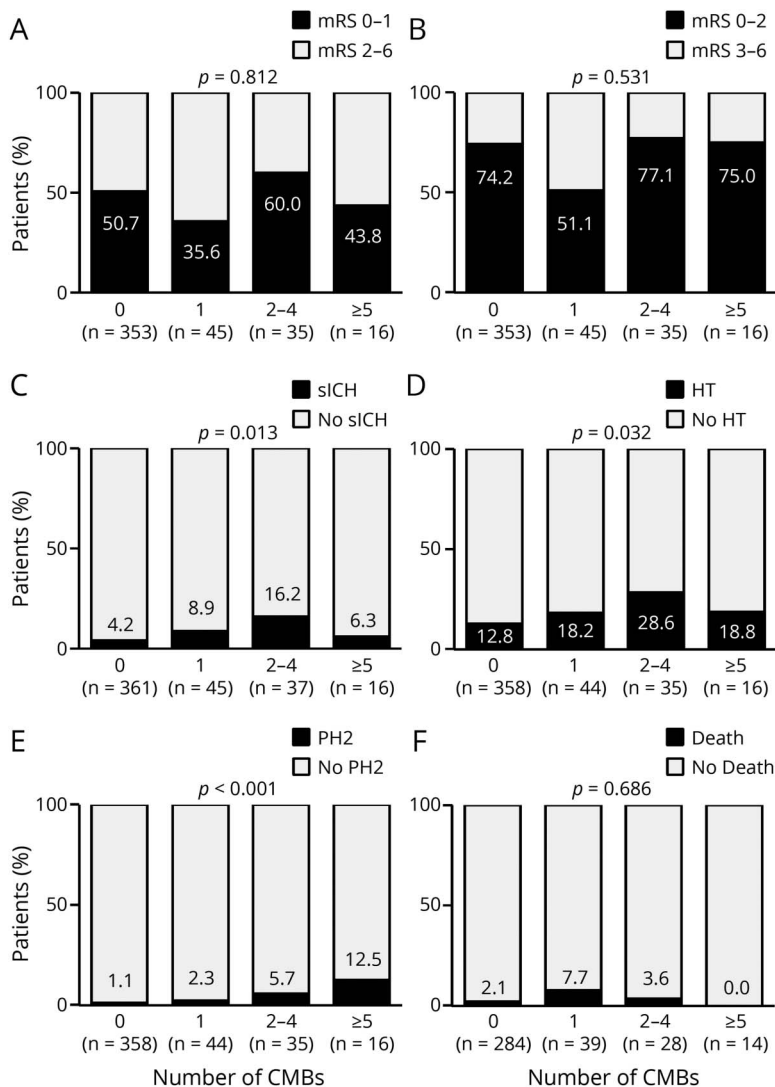 A
mRS 0–1
mRS 2–6
p = 0.812
Patients (%)
100
50
0
50.7
35.6
60.0
43.8
0
1
2–4
≥5
(n = 353)
(n = 45)
(n = 35)
(n = 16)
B
mRS 0–2
mRS 3–6
p = 0.531
100
50
0
74.2
51.1
77.1
75.0
0
1
2–4
≥5
(n = 353)
(n = 45)
(n = 35)
(n = 16)
C
sICH
No sICH
p = 0.013
Patients (%)
100
50
0
4.2
8.9
16.2
6.3
0
1
2–4
≥5
(n = 361)
(n = 45)
(n = 37)
(n = 16)
D
HT
No HT
p = 0.032
100
50
0
12.8
18.2
28.6
18.8
0
1
2–4
≥5
(n = 358)
(n = 44)
(n = 35)
(n = 16)
E
PH2
No PH2
p < 0.001
Patients (%)
100
50
0
1.1
2.3
5.7
12.5
0
1
2–4
≥5
(n = 358)
(n = 44)
(n = 35)
(n = 16)
Number of CMBs
F
Death
No Death
p = 0.686
100
50
0
2.1
7.7
3.6
0.0
0
1
2–4
≥5
(n = 284)
(n = 39)
(n = 28)
(n = 14)
Number of CMBs